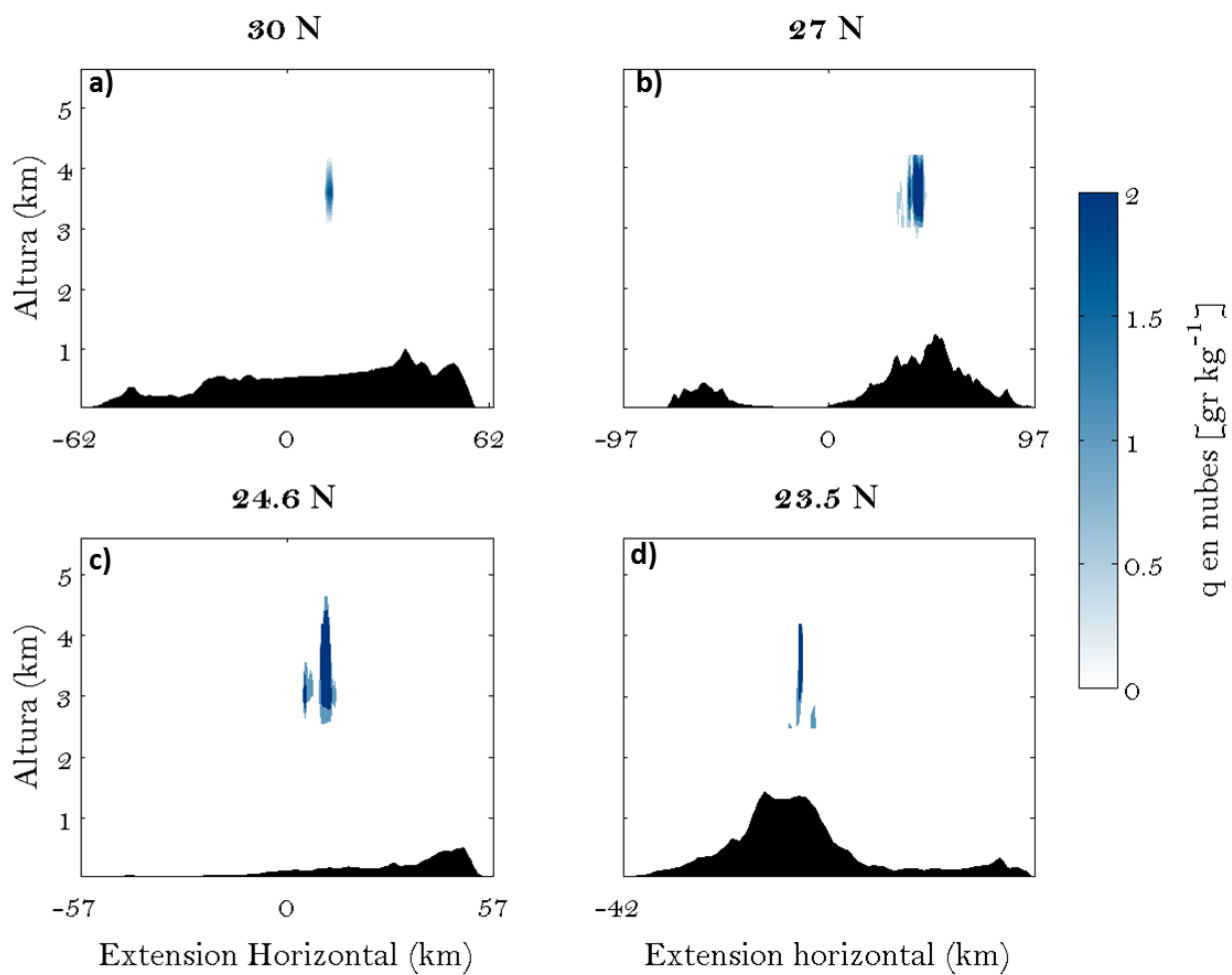 30 N
27 N
a)
b)
5
4
3
2
1
Altura (km)
-62 0 62
-97 0 97
24.6 N
23.5 N
c)
d)
5
4
3
2
1
Altura (km)
-57 0 57
-42
Extension Horizontal (km)
Extension horizontal (km)
2
1.5
1
0.5
0
q en nubes [gr kg-1]